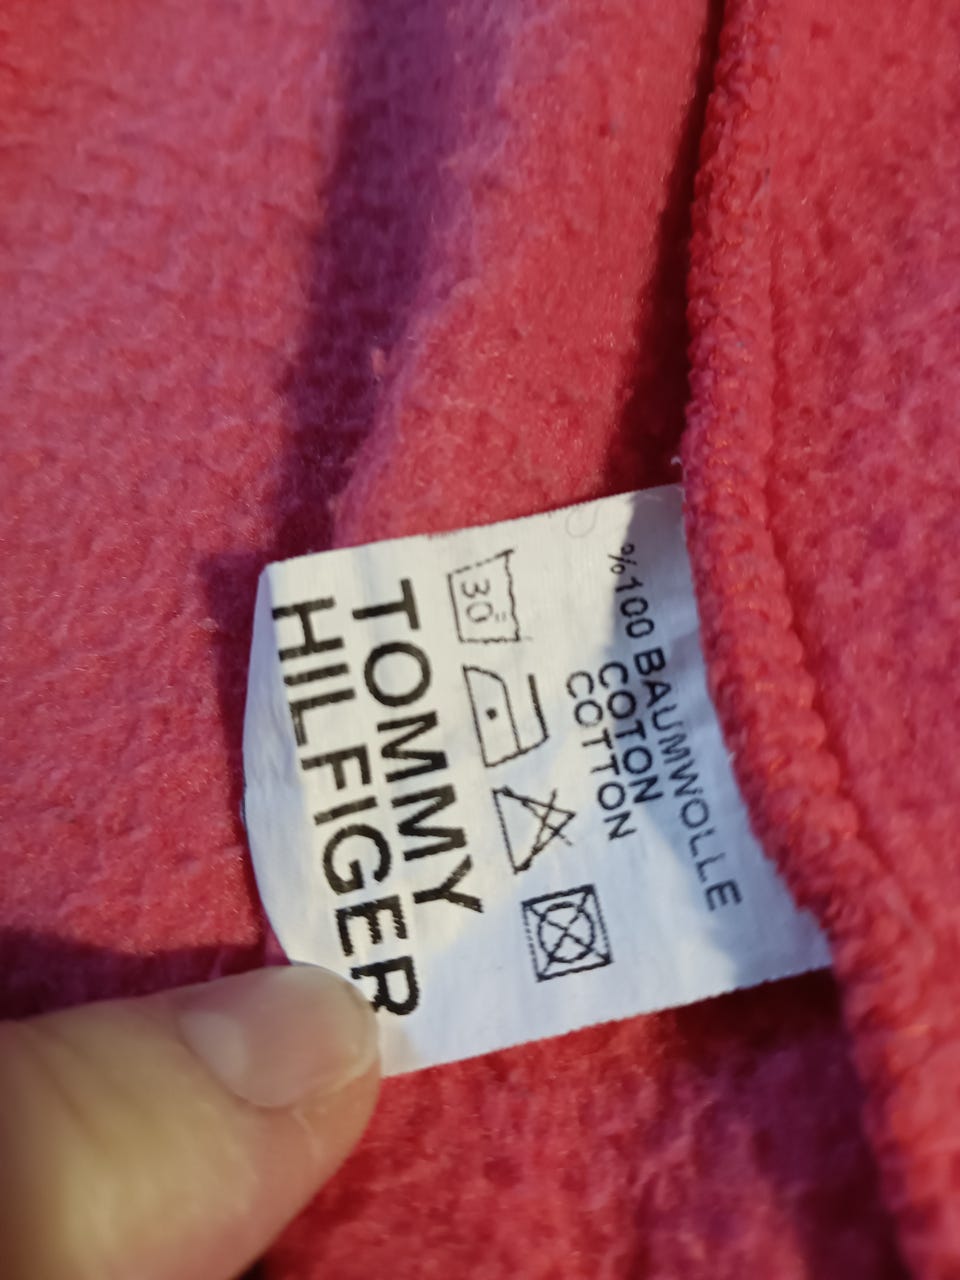 %100 BAUMWOLLE
COTON
COTTON
30°
TOMMY
HILFIGER